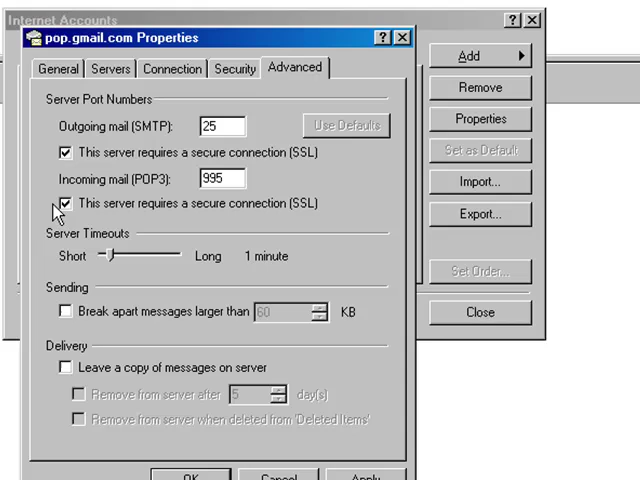 Internet Accounts
pop.gmail.com Properties
General Servers Connection Security Advanced
Server Port Numbers
Outgoing mail (SMTP): 25 Use Defaults
This server requires a secure connection (SSL)
Incoming mail (POP3): 995
This server requires a secure connection (SSL)
Server Timeouts
Short Long 1 minute
Sending
Break apart messages larger than 60 KB
Delivery
Leave a copy of messages on server
Remove from server after 5 day(s)
Remove from server when deleted from 'Deleted Items'
OK Cancel Apply
Add
Remove
Properties
Set as Default
Import...
Export...
Set Order...
Close